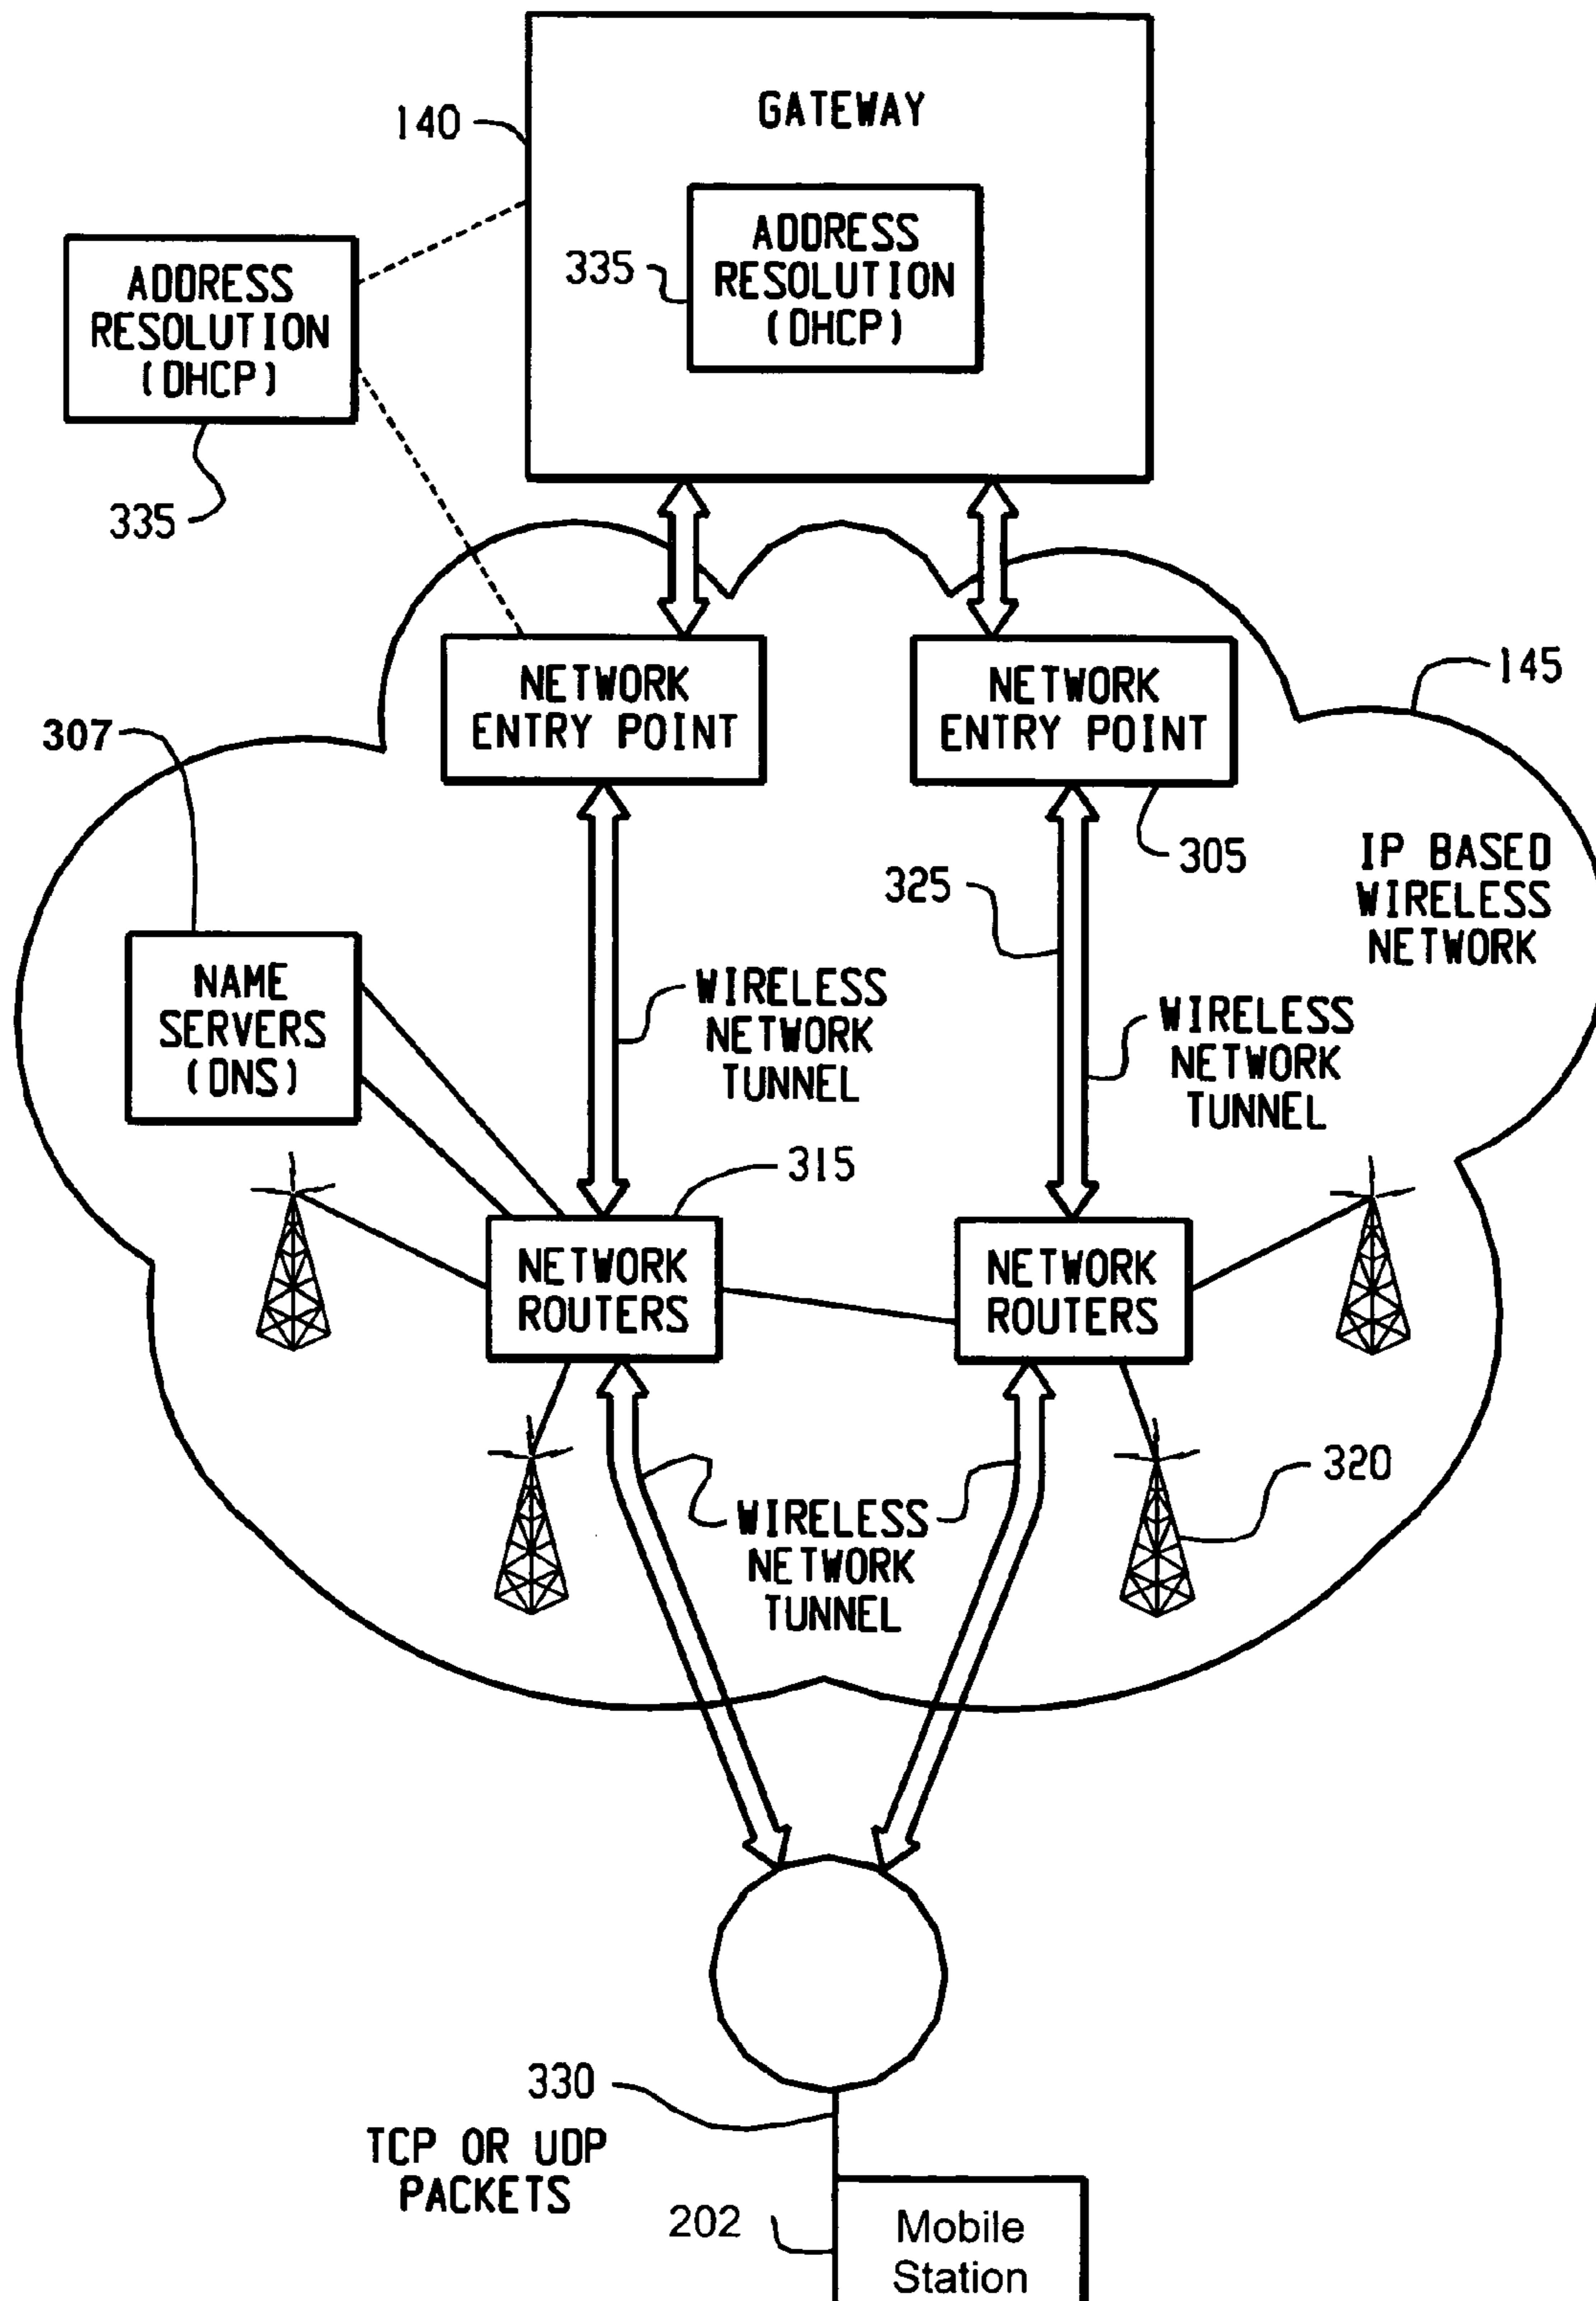 GATEWAY
140
ADDRESS
RESOLUTION
(DHCP)
335
ADDRESS
RESOLUTION
(DHCP)
335
NETWORK
ENTRY POINT
NETWORK
ENTRY POINT
145
307
305
325
IP BASED
WIRELESS
NETWORK
NAME
SERVERS
(DNS)
WIRELESS
NETWORK
TUNNEL
WIRELESS
NETWORK
TUNNEL
315
NETWORK
ROUTERS
NETWORK
ROUTERS
320
WIRELESS
NETWORK
TUNNEL
330
TCP OR UDP
PACKETS
202
Mobile
Station